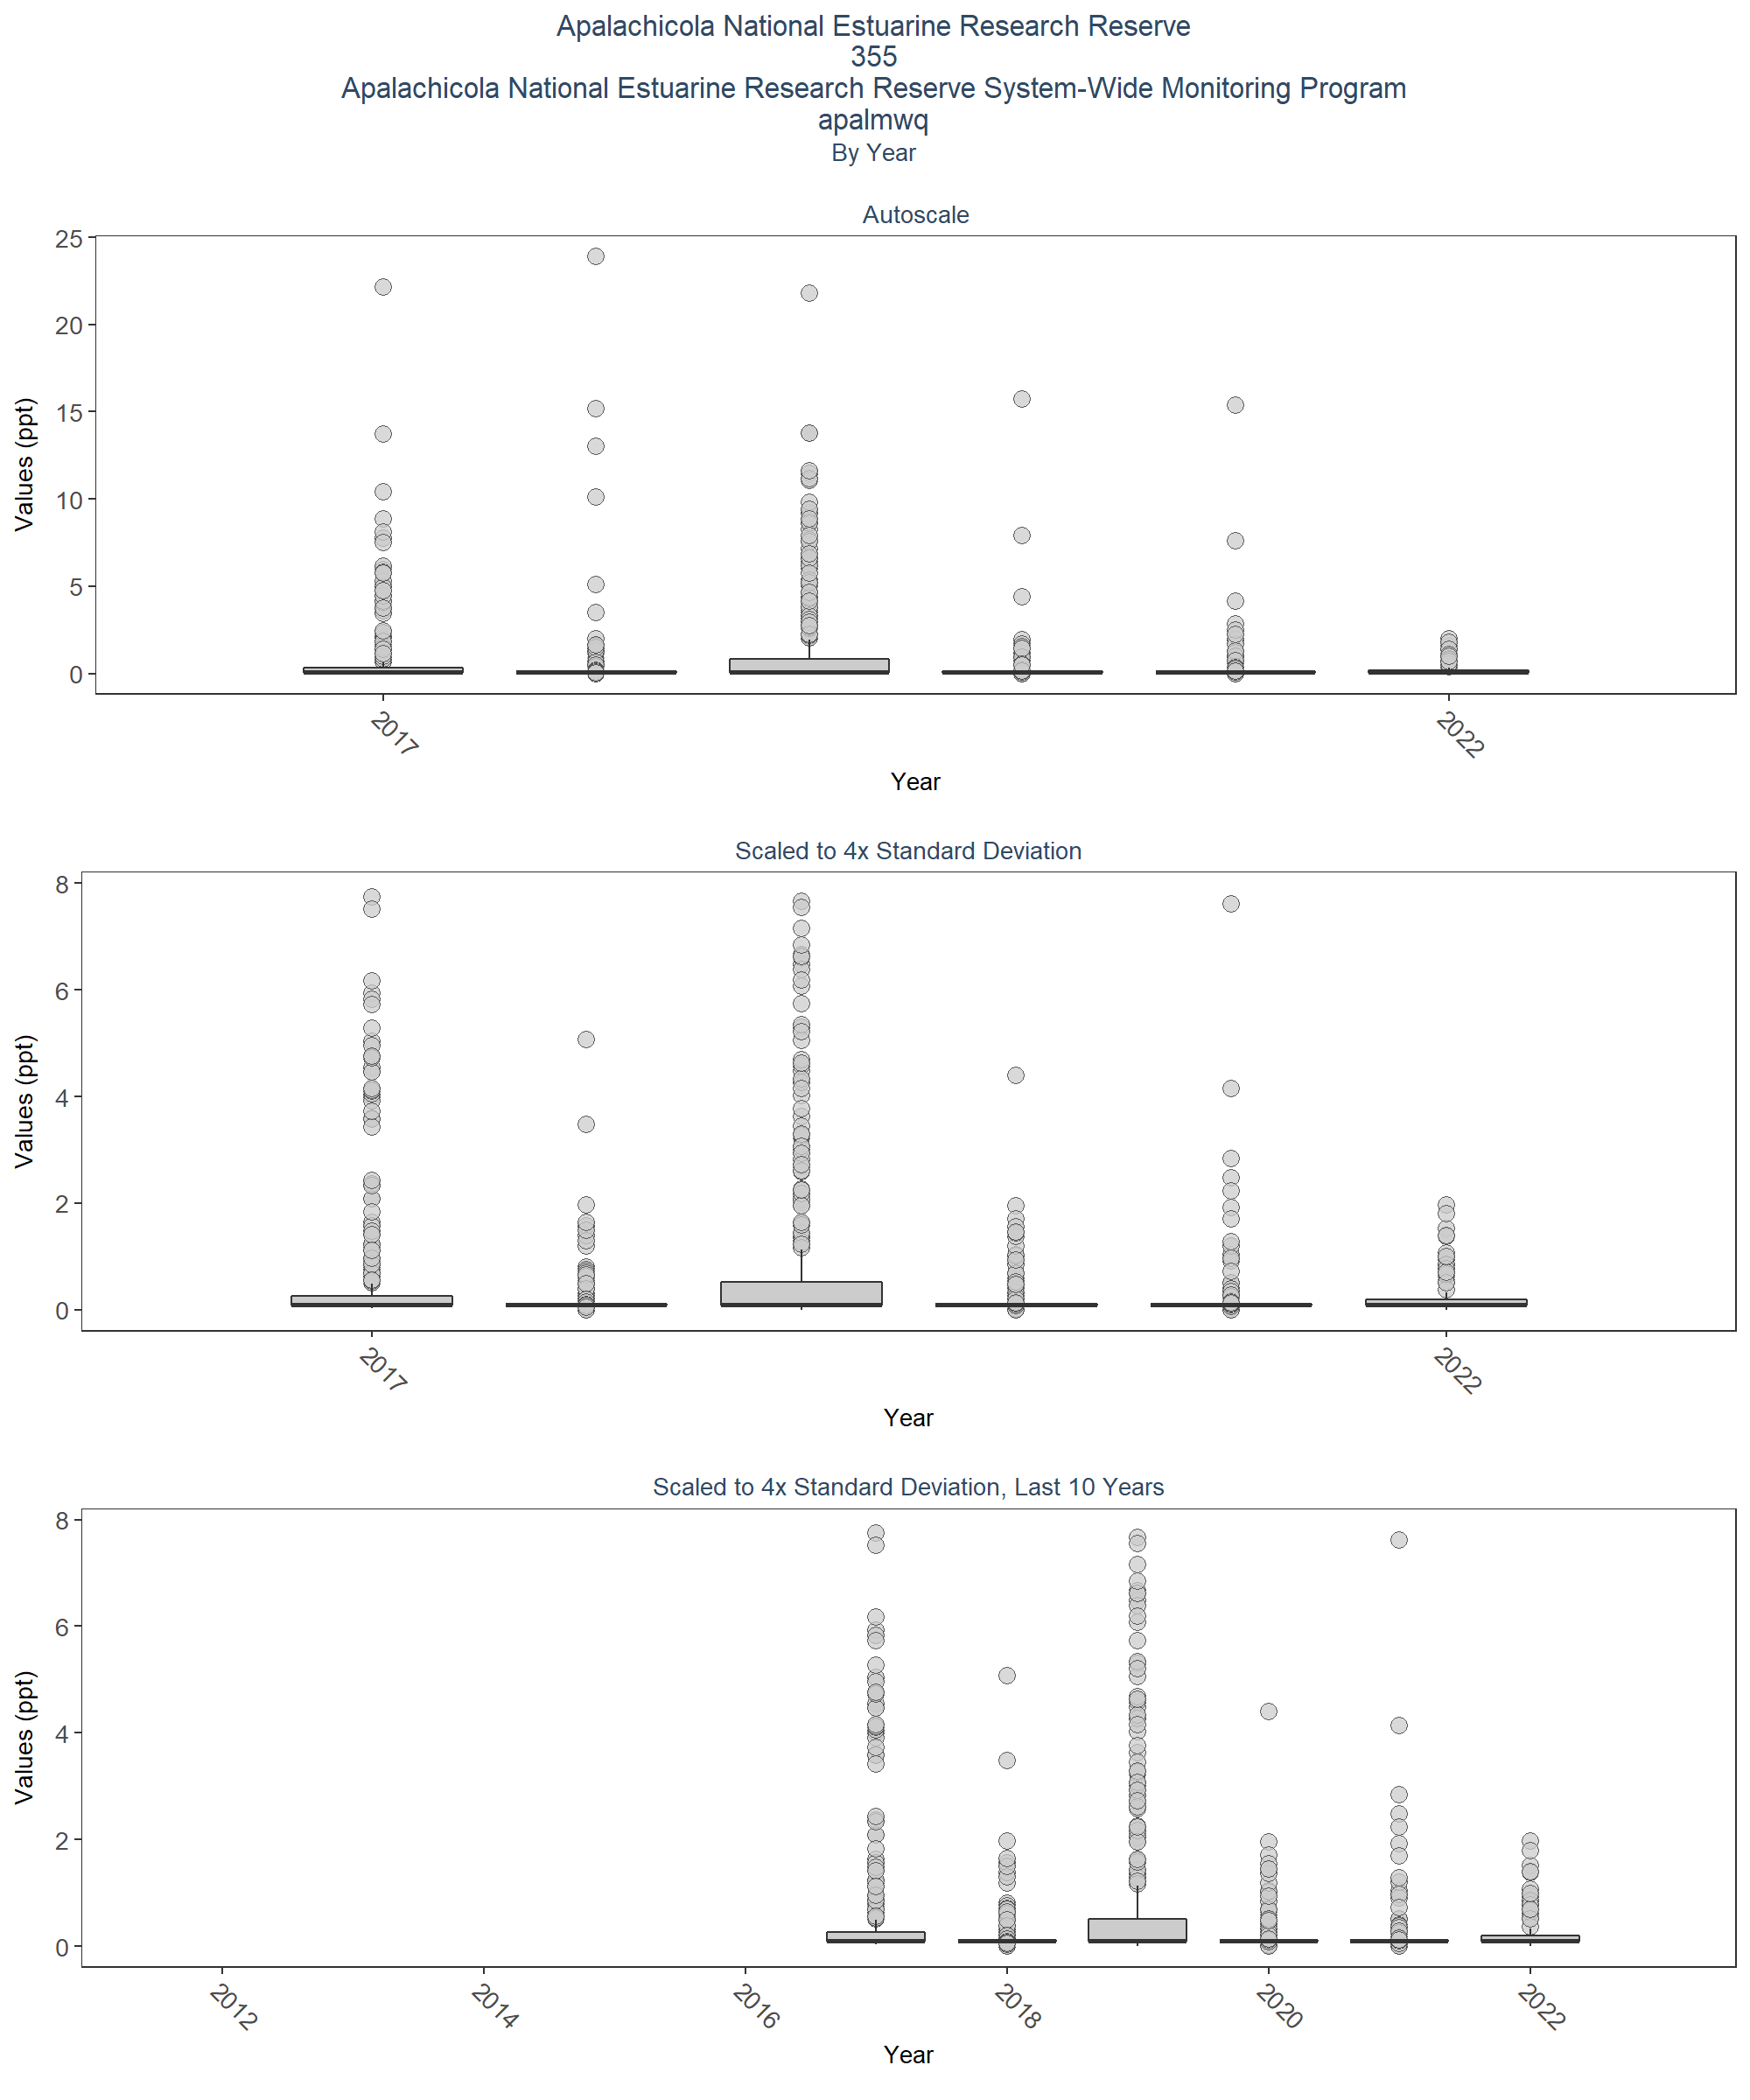 Apalachicola National Estuarine Research Reserve
355
Apalachicola National Estuarine Research Reserve System-Wide Monitoring Program
apalmwq
By Year
Autoscale
25
20
15
10
5
0
Values (ppt)
2017
2022
Year
Scaled to 4x Standard Deviation
8
6
4
2
0
Values (ppt)
2017
2022
Year
Scaled to 4x Standard Deviation, Last 10 Years
8
6
4
2
0
Values (ppt)
2012
2014
2016
2018
2020
2022
Year